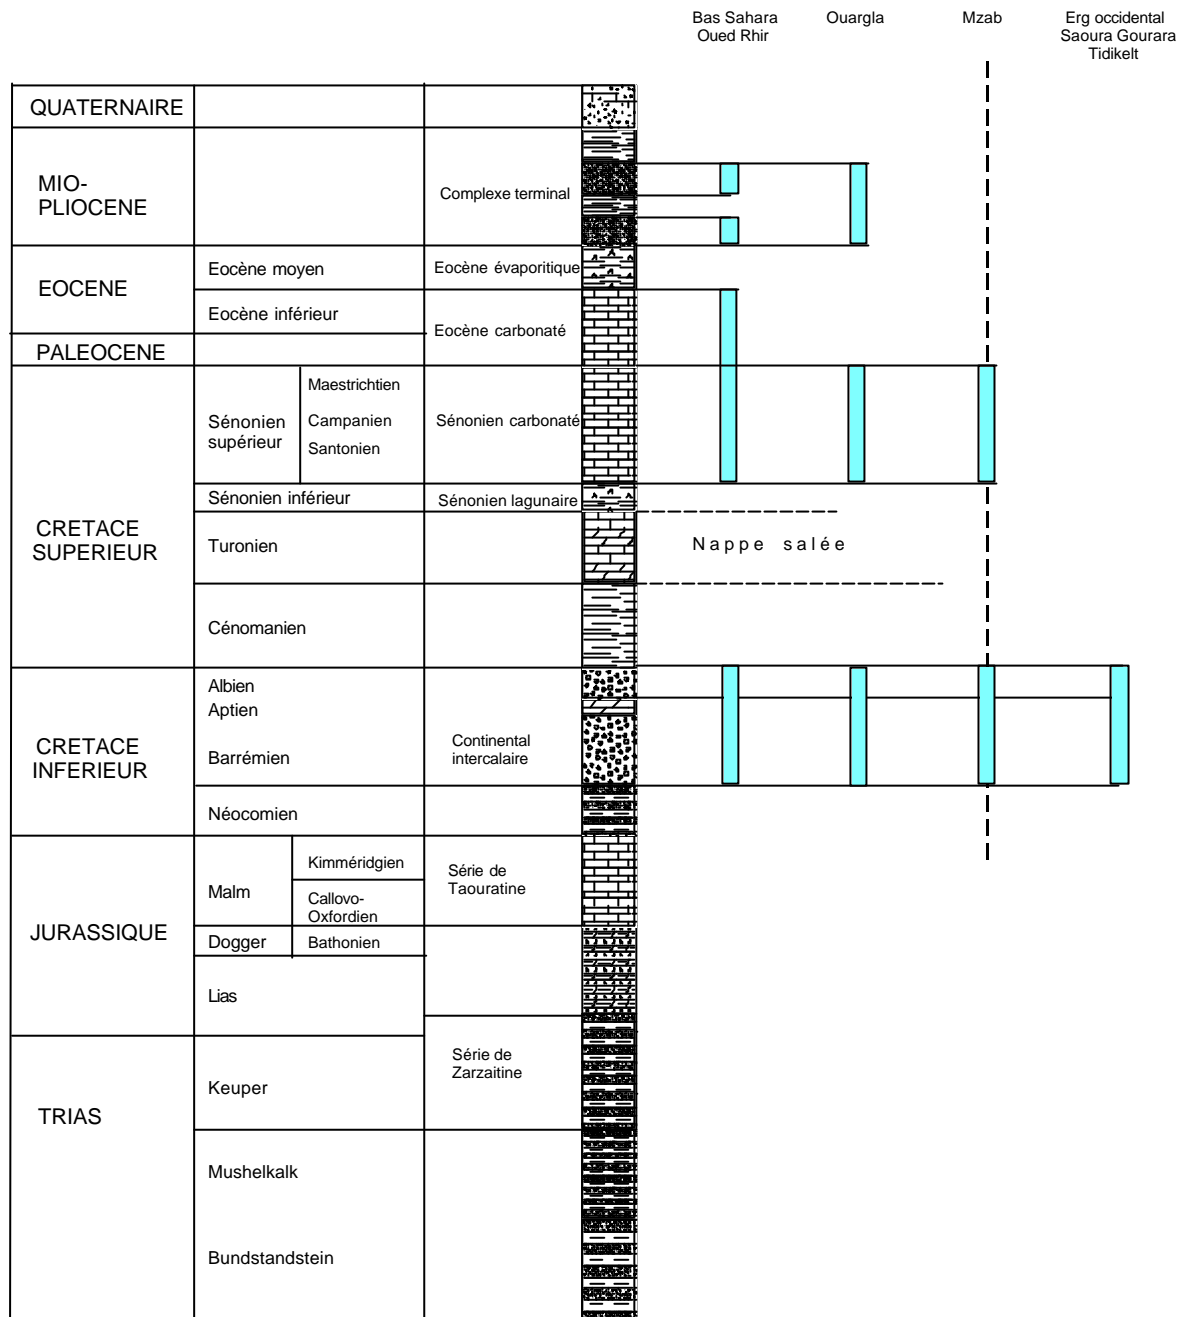 Bas Sahara
Oued Rhir
Ouargla
Mzab
Erg occidental
Saoura Gourara
Tidikelt
QUATERNAIRE
MIO-
PLIOCENE
Complexe terminal
EOCENE
Eocène moyen
Eocène évaporitique
Eocène inférieur
Eocène carbonaté
PALEOCENE
CRETACE
SUPERIEUR
Sénonien
supérieur
Maestrichtien
Campanien
Santonien
Sénonien carbonaté
Sénonien inférieur
Sénonien lagunaire
Turonien
Nappe salée
Cénomanien
CRETACE
INFERIEUR
Albien
Aptien
Barrémien
Continental
intercalaire
Néocomien
JURASSIQUE
Malm
Kimméridgien
Callovo-
Oxfordien
Série de
Taouratine
Dogger
Bathonien
Lias
TRIAS
Série de
Zarzaitine
Keuper
Mushelkalk
Bundstandstein